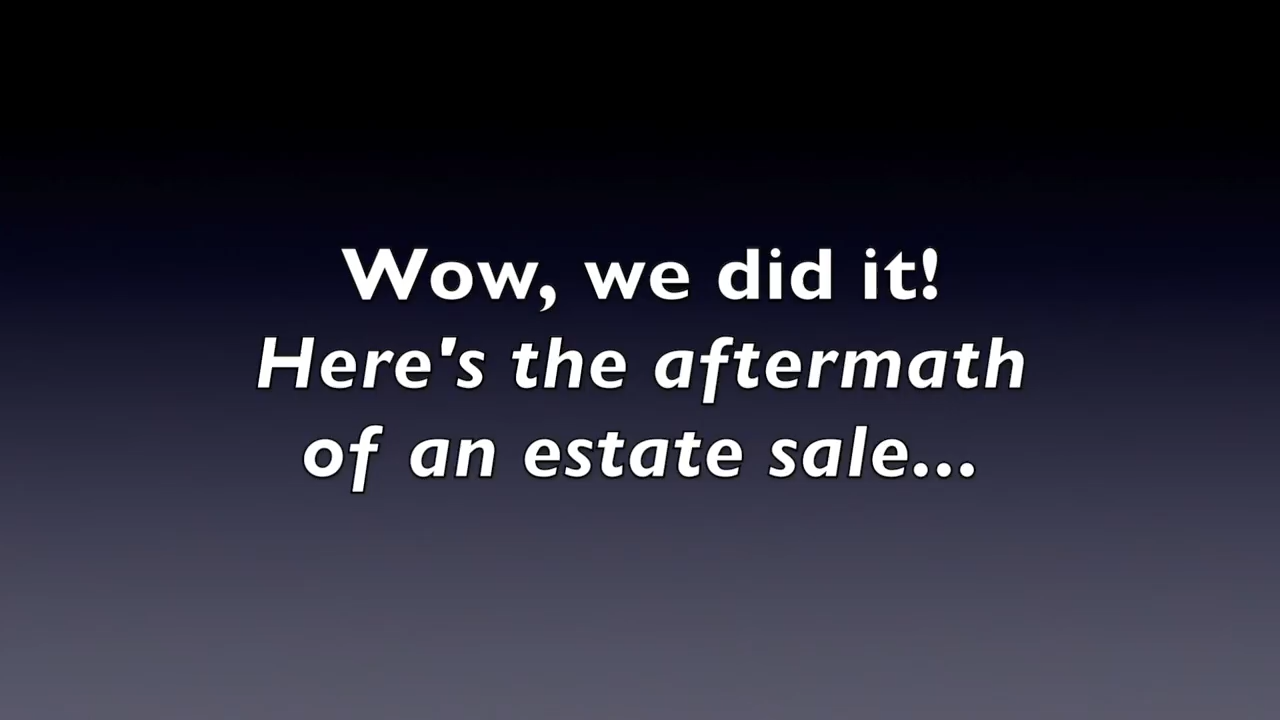 Wow, we did it!
Here's the aftermath
of an estate sale...